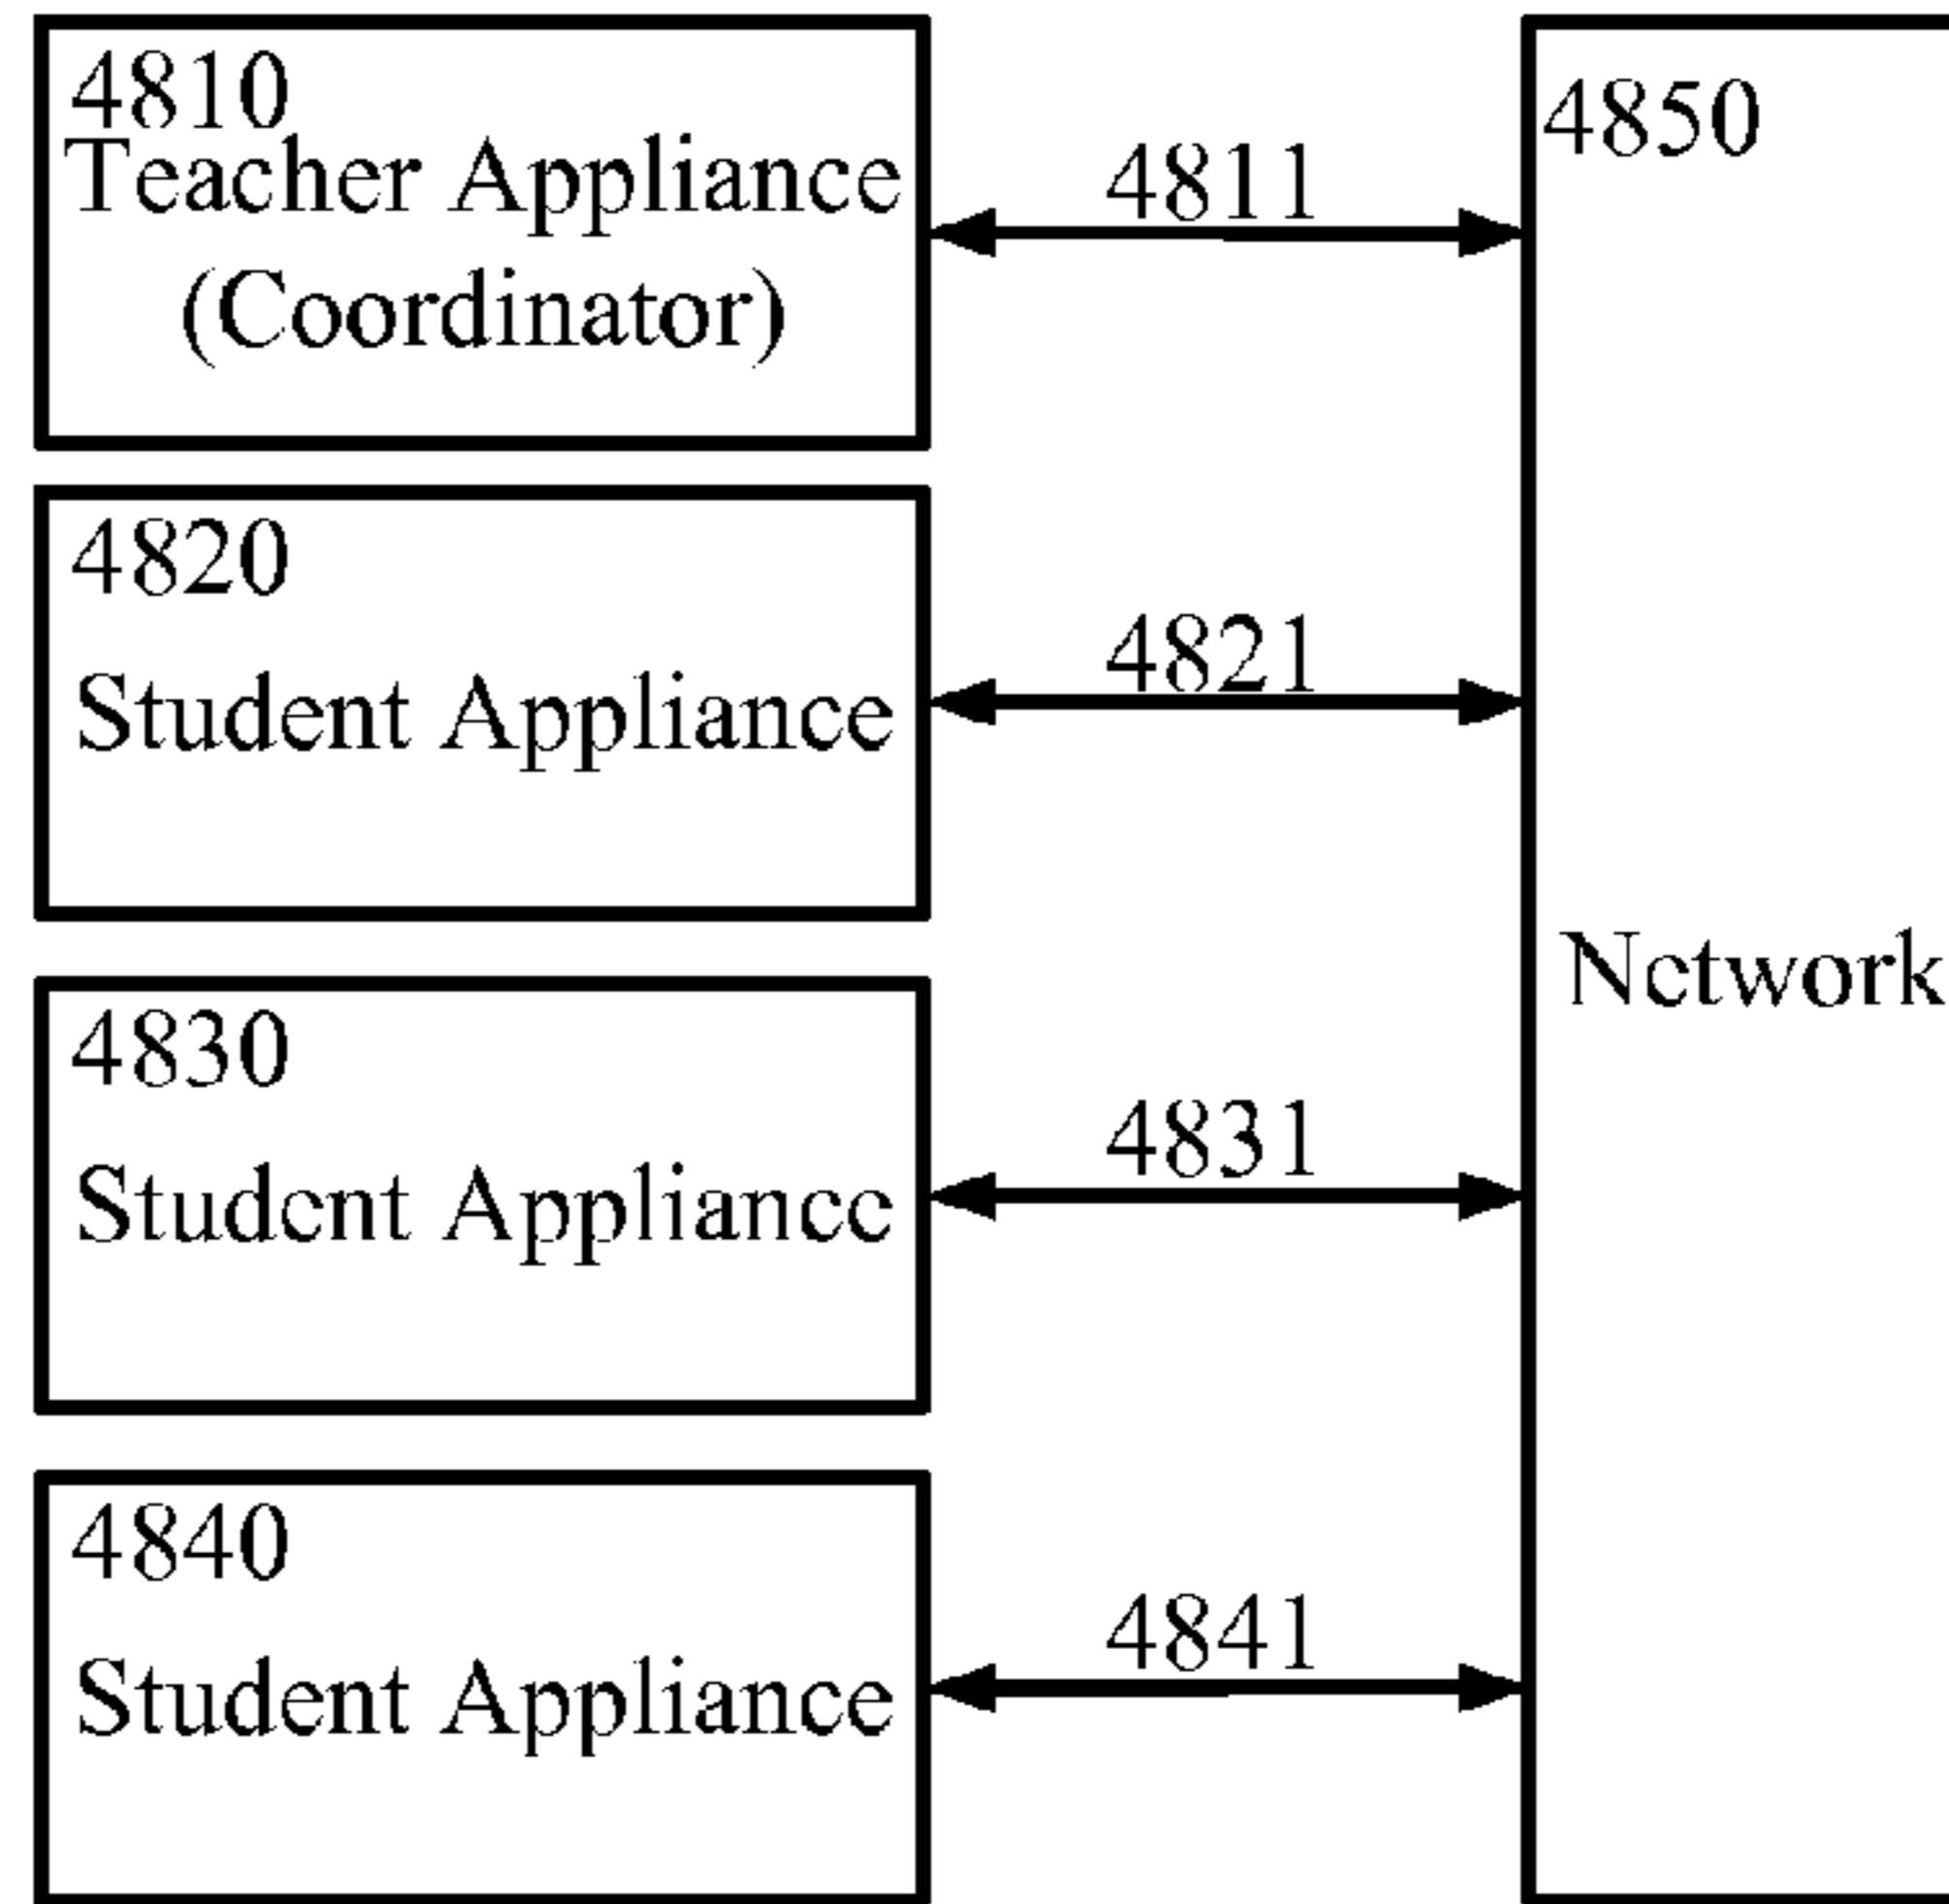 4810
Teacher Appliance
(Coordinator)
4811
4820
Student Appliance
4821
4830
Student Appliance
4831
4840
Student Appliance
4841
4850
Network